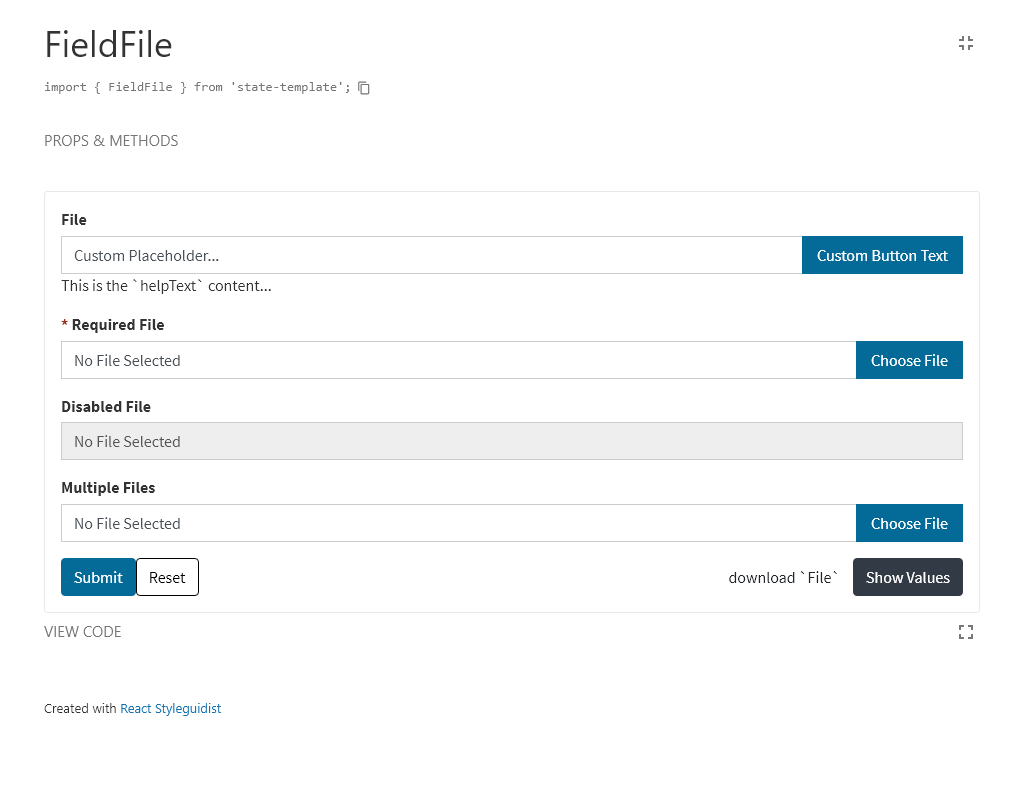 FieldFile
import { FieldFile } from 'state-template';
PROPS & METHODS
File
Custom Placeholder...
Custom Button Text
This is the `helpText` content...
* Required File
No File Selected
Choose File
Disabled File
No File Selected
Multiple Files
No File Selected
Choose File
Submit
Reset
download `File`
Show Values
VIEW CODE
Created with React Styleguidist